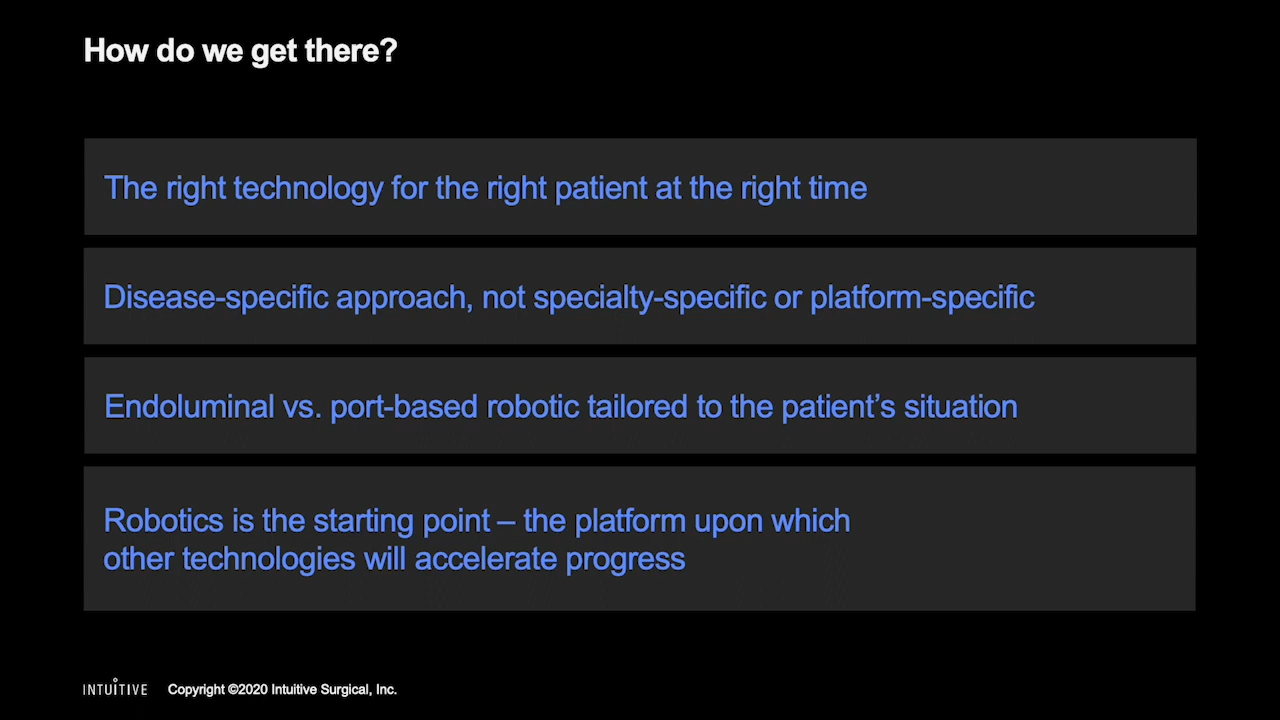 How do we get there?
The right technology for the right patient at the right time
Disease-specific approach, not specialty-specific or platform-specific
Endoluminal vs. port-based robotic tailored to the patient’s situation
Robotics is the starting point – the platform upon which
other technologies will accelerate progress
INTUITIVE Copyright ©2020 Intuitive Surgical, Inc.